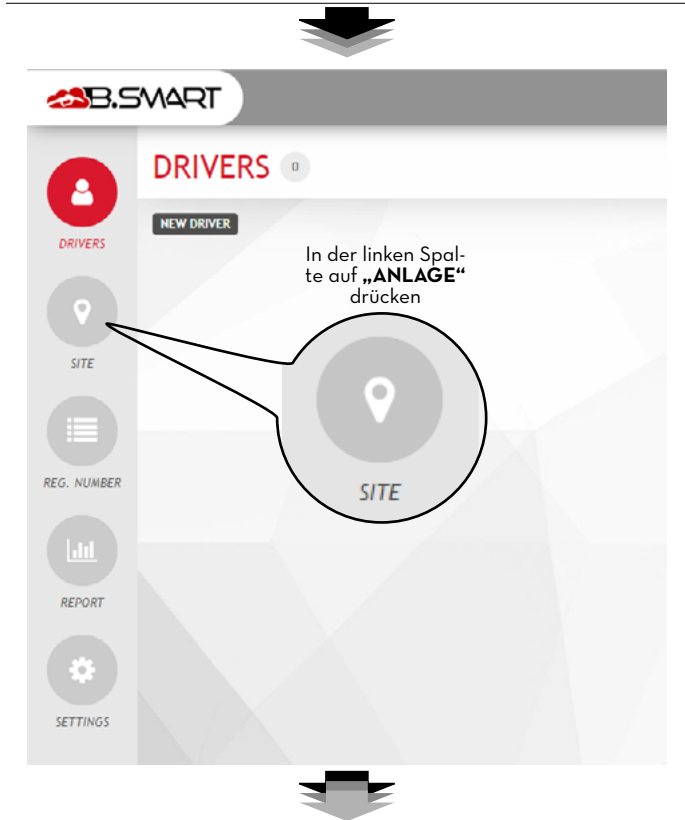 B.SMART
DRIVERS 0
NEW DRIVER
DRIVERS
In der linken Spal-
te auf „ANLAGE“
drücken
SITE
SITE
REG. NUMBER
REPORT
SETTINGS